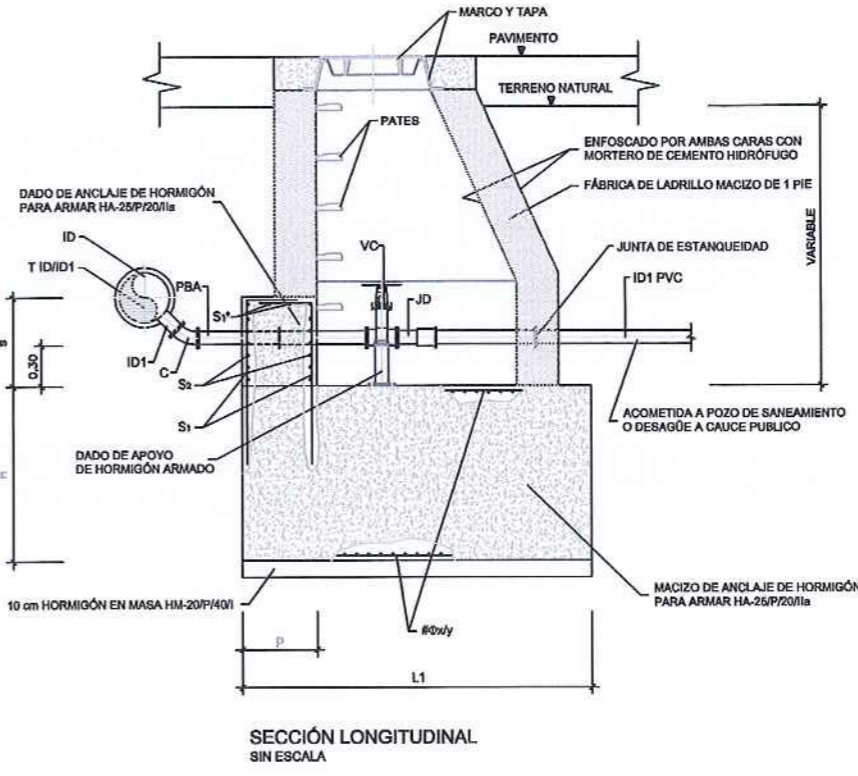 MARCO Y TAPA
PAVIMENTO
TERRENO NATURAL
PATES
ENFOSCADO POR AMBAS CARAS CON
MORTERO DE CEMENTO HIDRÓFUGO
FÁBRICA DE LADRILLO MACIZO DE 1 PIE
DADO DE ANCLAJE DE HORMIGÓN
PARA ARMAR HA-25/P/20/IIa
ID
T ID/ID1
PBA
VC
JUNTA DE ESTANQUEIDAD
VARIABLE
S1'
JD
ID1 PVC
ID1
C
S2
S1
0,30
ACOMETIDA A POZO DE SANEAMIENTO
O DESAGÜE A CAUCE PUBLICO
DADO DE APOYO
DE HORMIGÓN ARMADO
10 cm HORMIGÓN EN MASA HM-20/P/40/I
MACIZO DE ANCLAJE DE HORMIGÓN
PARA ARMAR HA-25/P/20/IIa
#Φx/y
P
L1
SECCIÓN LONGITUDINAL
SIN ESCALA